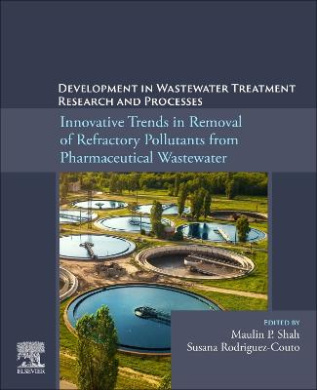 DEVELOPMENT IN WASTEWATER TREATMENT
RESEARCH AND PROCESSES
Innovative Trends in Removal
of Refractory Pollutants from
Pharmaceutical Wastewater
EDITED BY
Maulin P. Shah
Susana Rodriguez-Couto
ELSEVIER